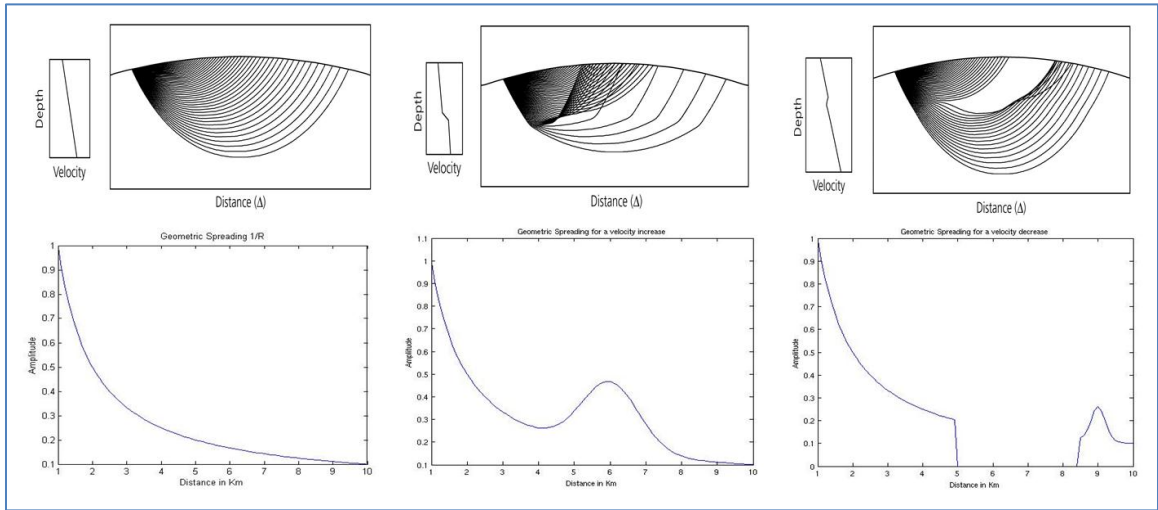 Depth
Velocity
Distance (Δ)
Depth
Velocity
Distance (Δ)
Depth
Velocity
Distance (Δ)
Geometric Spreading 1/R
1
0.9
0.8
0.7
0.6
0.5
0.4
0.3
0.2
0.1
Amplitude
1 2 3 4 5 6 7 8 9 10
Distance in Km
Geometric Spreading for a velocity increase
1.1
1
0.9
0.8
0.7
0.6
0.5
0.4
0.3
0.2
0.1
Amplitude
1 2 3 4 5 6 7 8 9 10
Distance in Km
Geometric Spreading for a velocity decrease
1
0.9
0.8
0.7
0.6
0.5
0.4
0.3
0.2
0.1
0
Amplitude
1 2 3 4 5 6 7 8 9 10
Distance in Km